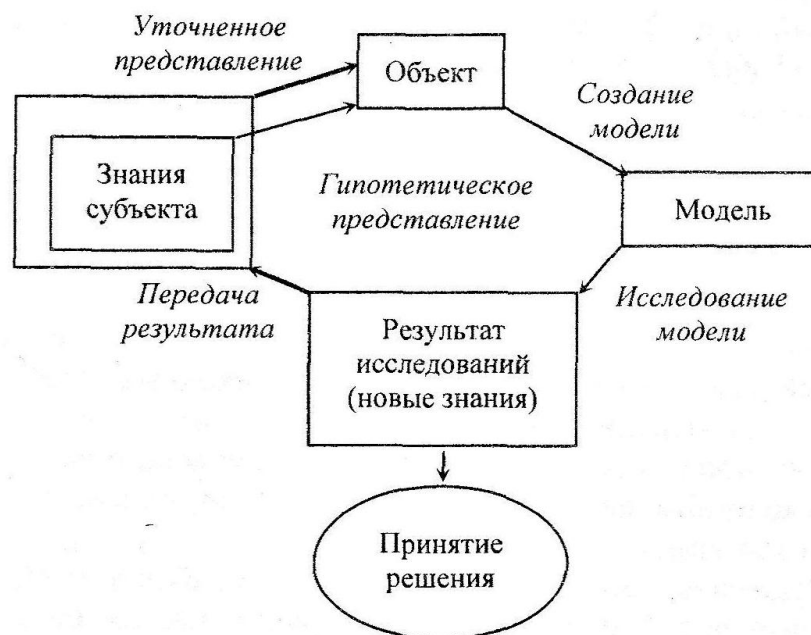 Уточненное
представление
Объект
Создание
модели
Знания
субъекта
Гипотетическое
представление
Модель
Передача
результата
Результат
исследований
(новые знания)
Исследование
модели
Принятие
решения